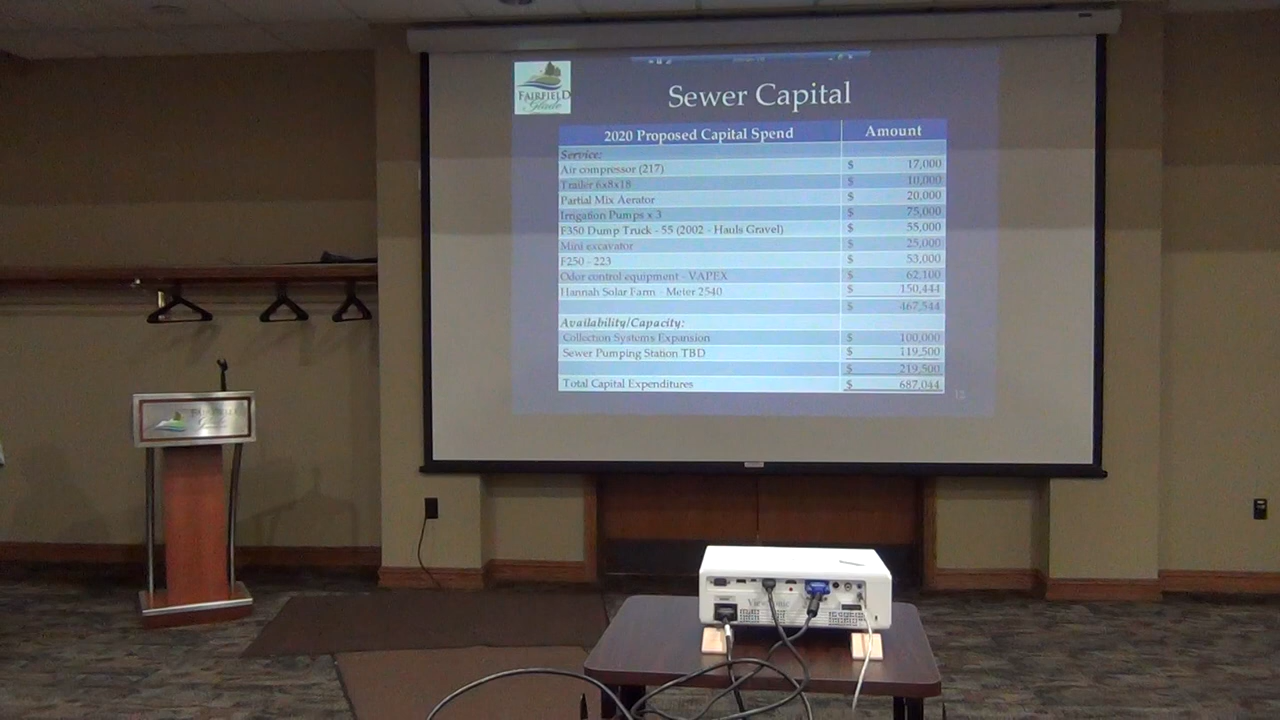 FAIRFIELD
Glade
Sewer Capital
2020 Proposed Capital Spend Amount
Service:
Air compressor (217) $ 17,000
Trailer 6x8x18 $ 10,000
Partial Mix Aerator $ 20,000
Irrigation Pumps x 3 $ 75,000
F350 Dump Truck - 55 (2002 - Hauls Gravel) $ 55,000
Mini excavator $ 25,000
F250 - 223 $ 53,000
Odor control equipment - VAPEX $ 62,100
Hannah Solar Farm - Meter 2540 $ 150,444
$ 467,544
Availability/Capacity:
Collection Systems Expansion $ 100,000
Sewer Pumping Station TBD $ 119,500
$ 219,500
Total Capital Expenditures $ 687,044
FAIRFIELD
Glade
ViewSonic